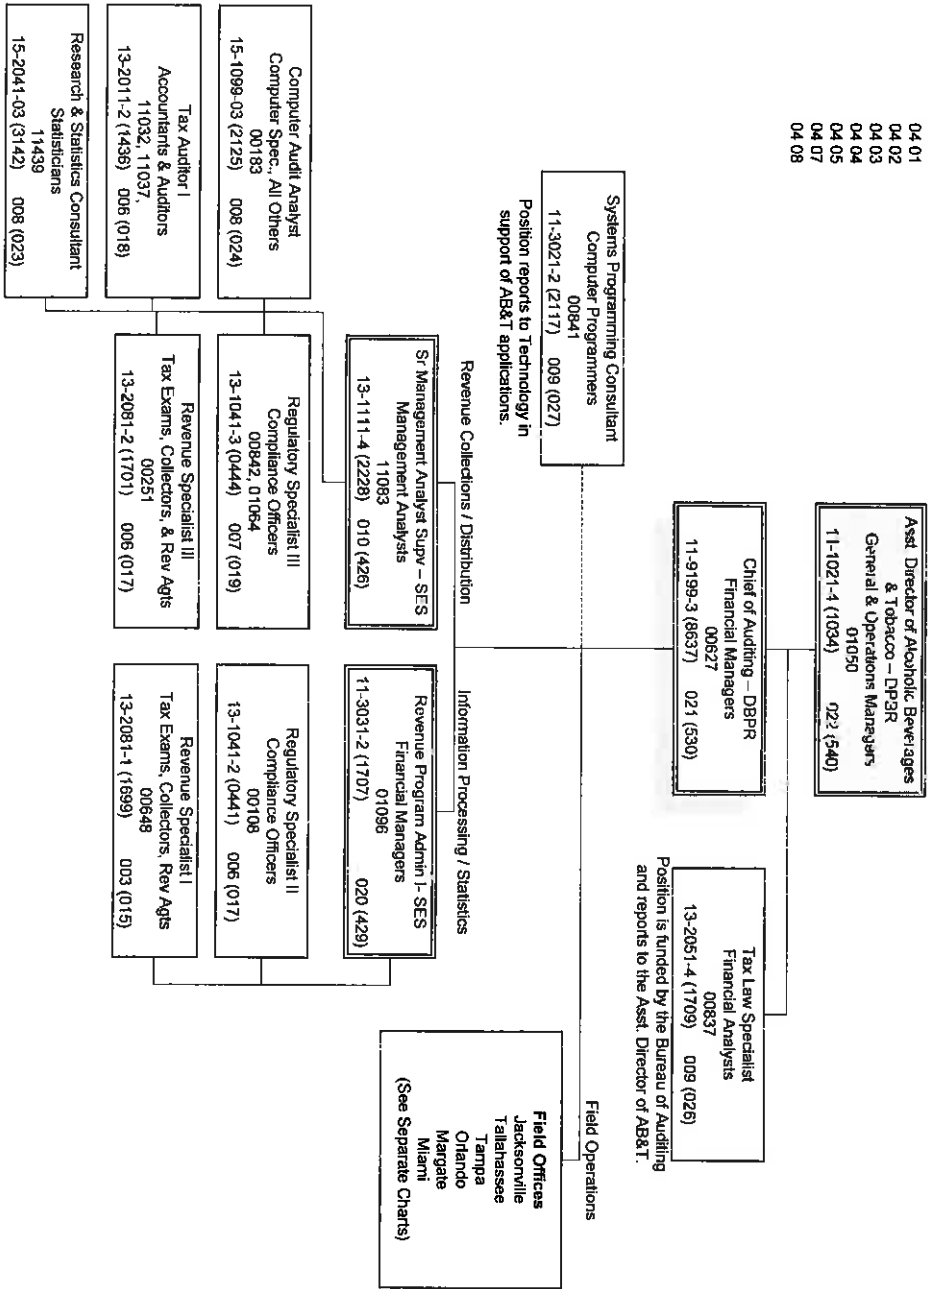 04 01
04 02
04 03
04 04
04 05
04 07
04 08
Asst. Director of Alcoholic Beverages
& Tobacco – DPBR
General & Operations Managers
01050
11-1021-4 (1034) 022 (540)
Chief of Auditing – DBPR
Financial Managers
00627
11-9199-3 (8637) 021 (530)
Tax Law Specialist
Financial Analysts
00837
13-2051-4 (1709) 009 (026)
Position is funded by the Bureau of Auditing
and reports to the Asst. Director of AB&T.
Systems Programming Consultant
Computer Programmers
00841
11-3021-2 (2117) 009 (027)
Position reports to Technology in
support of AB&T applications.
Revenue Collections / Distribution
Information Processing / Statistics
Field Operations
Sr Management Analyst Supv – SES
Management Analysts
11083
13-1111-4 (2228) 010 (426)
Revenue Program Admin I- SES
Financial Managers
01096
11-3031-2 (1707) 020 (429)
Field Offices
Jacksonville
Tallahassee
Tampa
Orlando
Margate
Miami
(See Separate Charts)
Computer Audit Analyst
Computer Spec., All Others
00183
15-1099-03 (2125) 008 (024)
Regulatory Specialist III
Compliance Officers
00842, 01064
13-1041-3 (0444) 007 (019)
Regulatory Specialist II
Compliance Officers
00108
13-1041-2 (0441) 006 (017)
Tax Auditor I
Accountants & Auditors
11032, 11037,
13-2011-2 (1436) 006 (018)
Revenue Specialist III
Tax Exams, Collectors, & Rev Agts
00251
13-2081-2 (1701) 006 (017)
Revenue Specialist I
Tax Exams, Collectors, Rev Agts
00648
13-2081-1 (1699) 003 (015)
Research & Statistics Consultant
Statisticians
11439
15-2041-03 (3142) 008 (023)